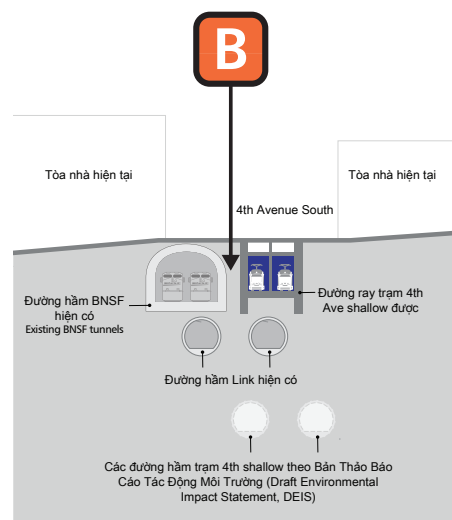 B
Tòa nhà hiện tại
Tòa nhà hiện tại
4th Avenue South
Đường hầm BNSF
hiện có
Existing BNSF tunnels
Đường ray trạm 4th
Ave shallow được
Đường hầm Link hiện có
Các đường hầm trạm 4th shallow theo Bản Thảo Báo
Cáo Tác Động Môi Trường (Draft Environmental
Impact Statement, DEIS)